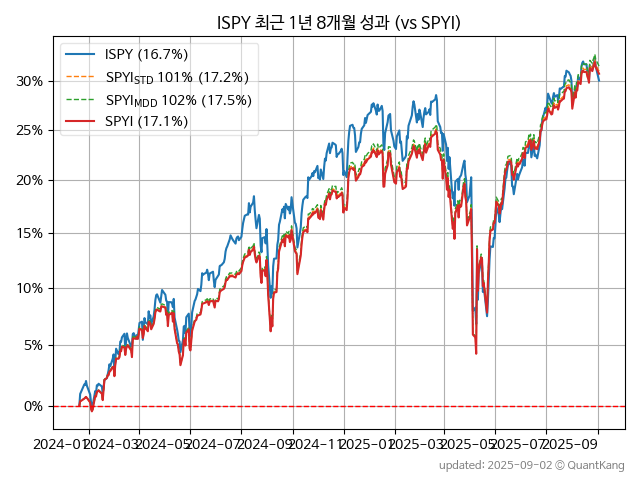 ISPY 최근 1년 8개월 성과 (vs SPYI)
ISPY (16.7%)
SPYI_STD 101% (17.2%)
SPYI_MDD 102% (17.5%)
SPYI (17.1%)
30%
25%
20%
15%
10%
5%
0%
2024-01 2024-03 2024-05 2024-07 2024-09 2024-11 2025-01 2025-03 2025-05 2025-07 2025-09
updated: 2025-09-02 © QuantKang